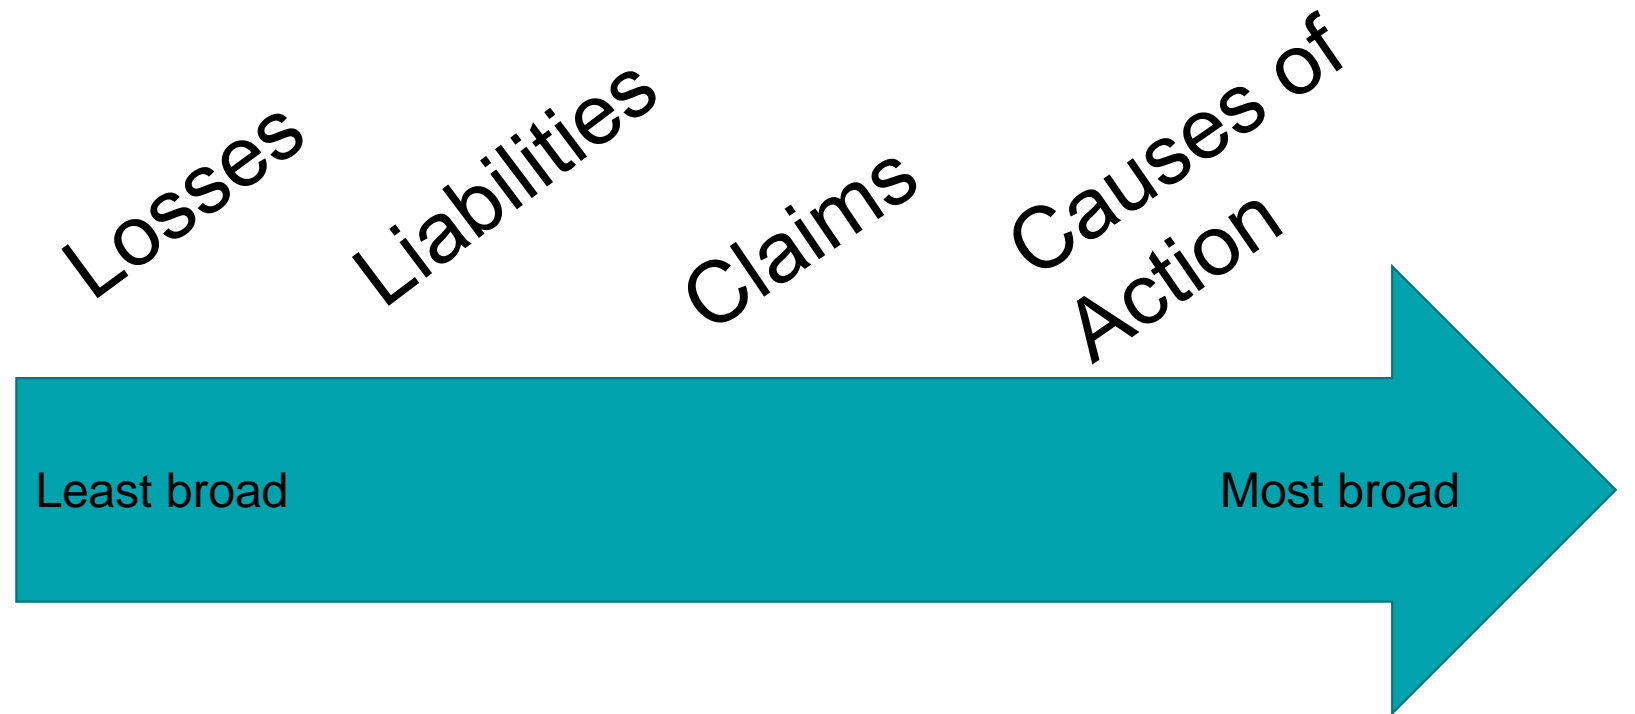 Losses
Liabilities
Claims
Causes of
Action
Least broad
Most broad